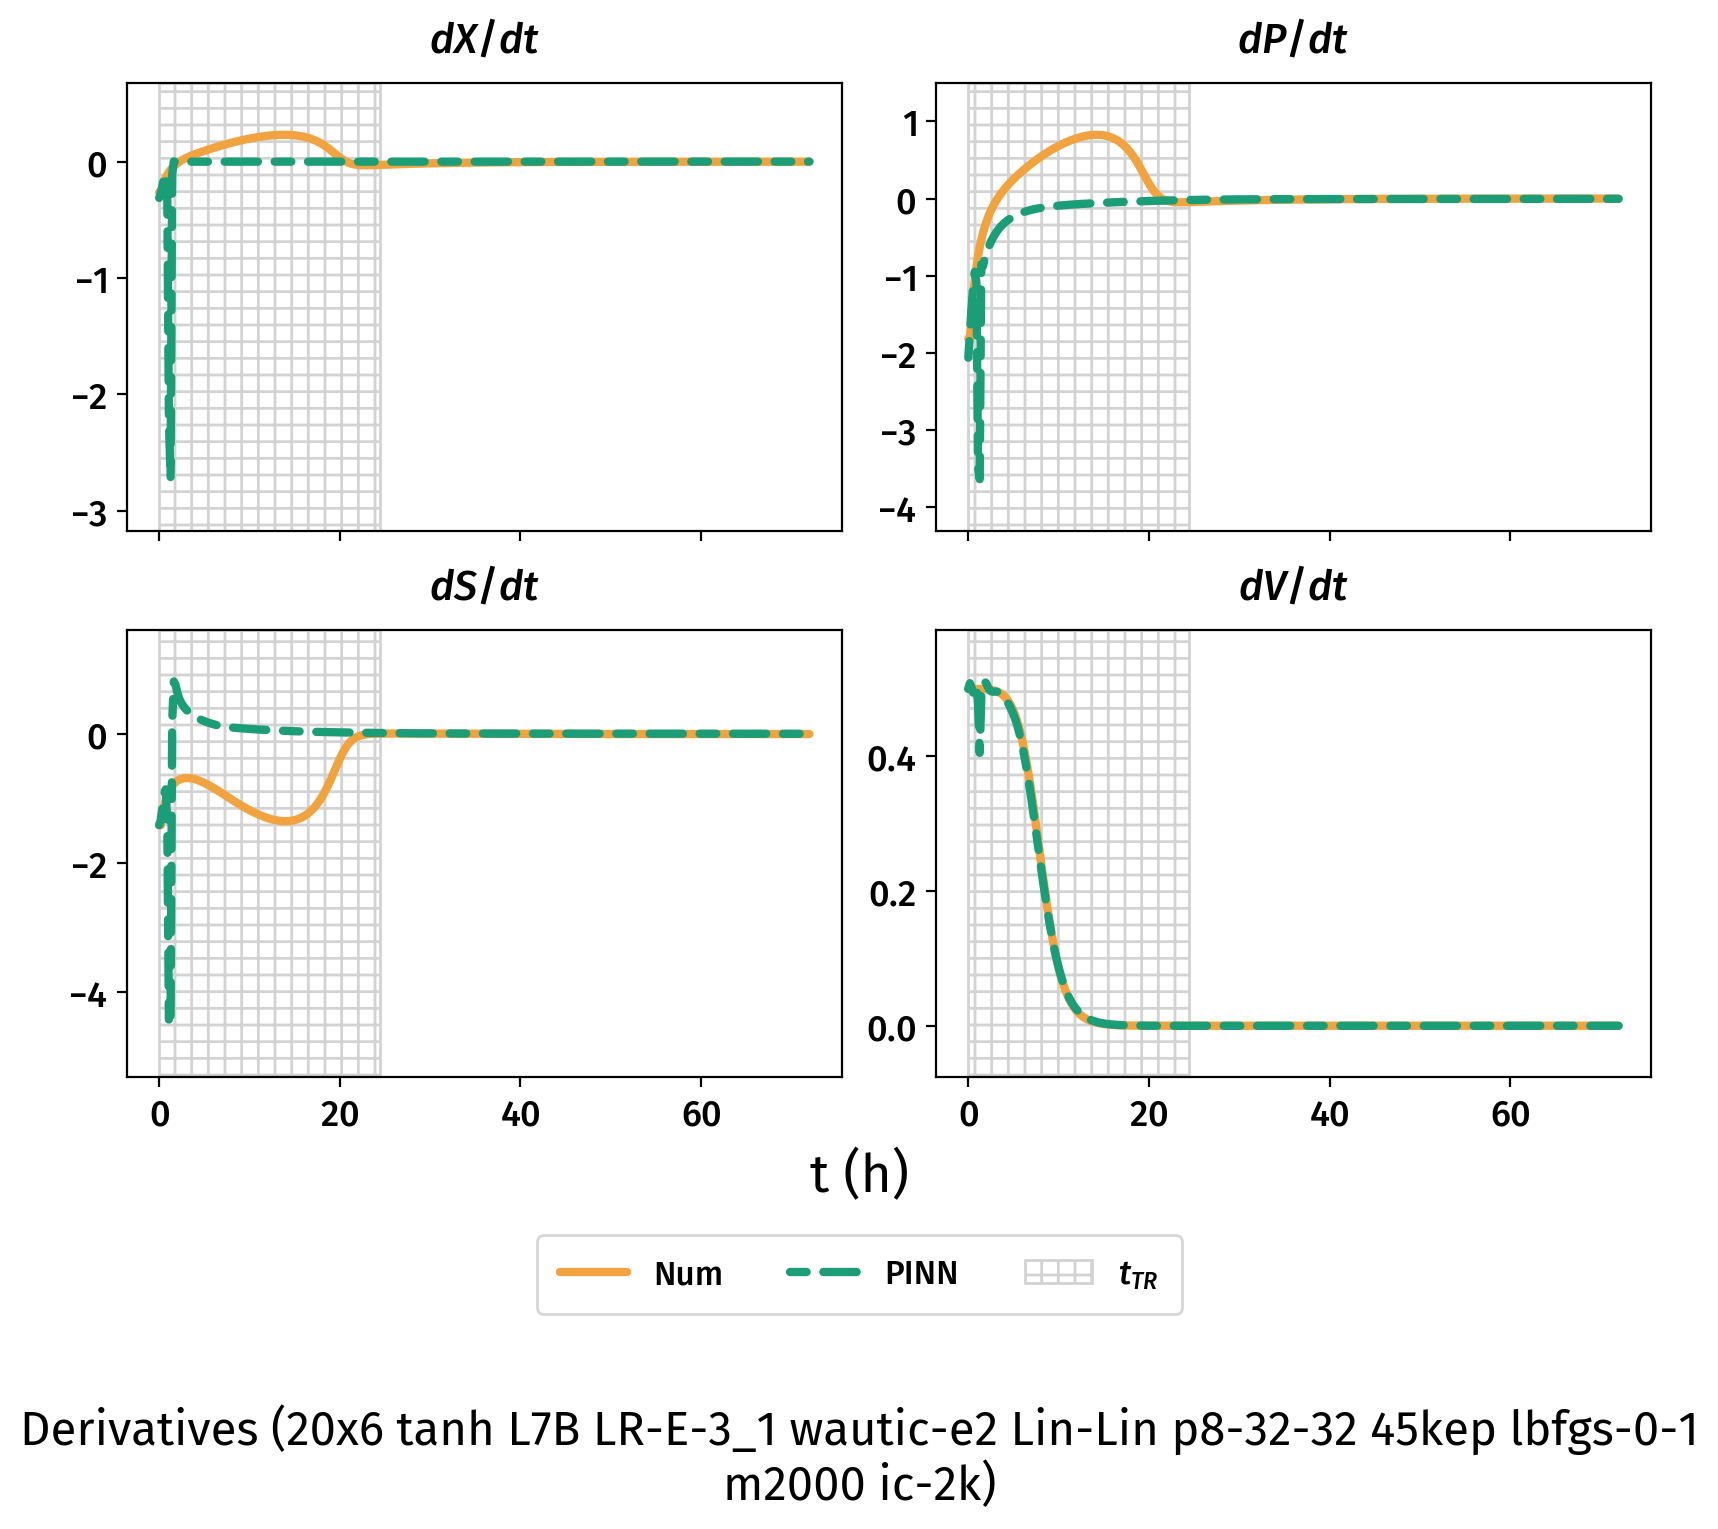 dX/dt
dP/dt
0
−1
−2
−3
1
0
−1
−2
−3
−4
dS/dt
dV/dt
0
−2
−4
0.4
0.2
0.0
0 20 40 60
0 20 40 60
t (h)
Num PINN tTR
Derivatives (20x6 tanh L7B LR-E-3_1 wautic-e2 Lin-Lin p8-32-32 45kep lbfgs-0-1
m2000 ic-2k)